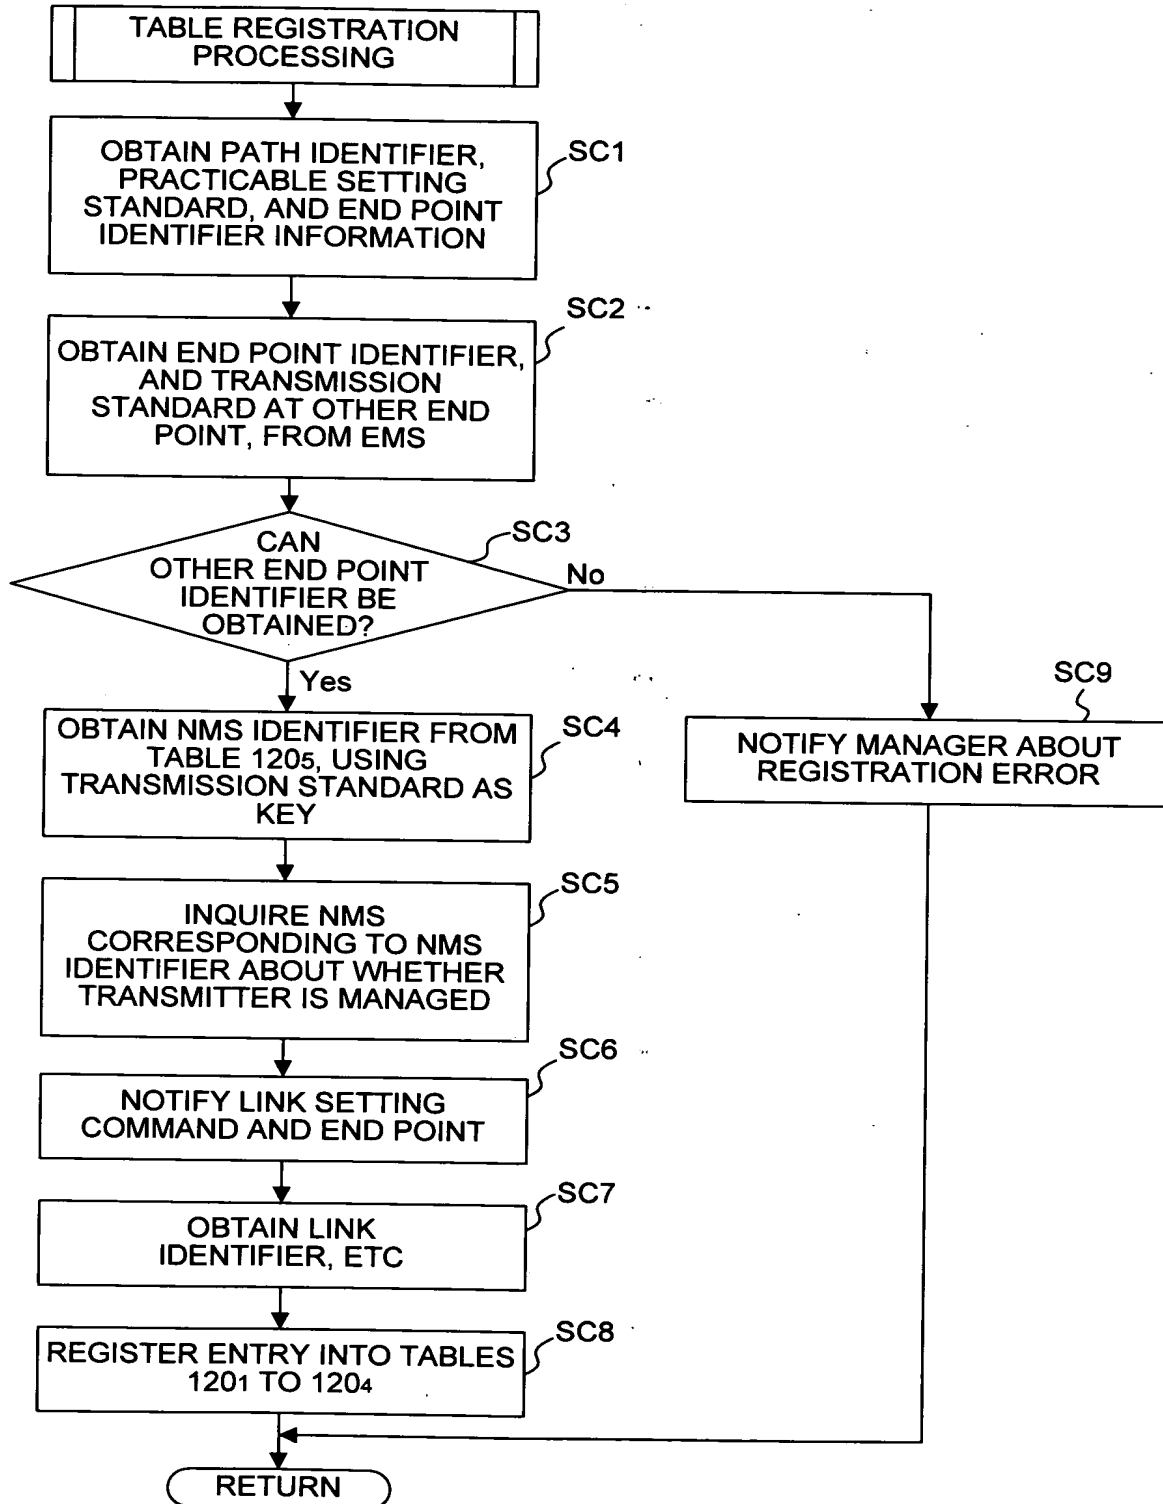 TABLE REGISTRATION
PROCESSING
OBTAIN PATH IDENTIFIER,
PRACTICABLE SETTING
STANDARD, AND END POINT
IDENTIFIER INFORMATION
SC1
OBTAIN END POINT IDENTIFIER,
AND TRANSMISSION
STANDARD AT OTHER END
POINT, FROM EMS
SC2
CAN
OTHER END POINT
IDENTIFIER BE
OBTAINED?
SC3
No
Yes
OBTAIN NMS IDENTIFIER FROM
TABLE 1205, USING
TRANSMISSION STANDARD AS
KEY
SC4
SC9
NOTIFY MANAGER ABOUT
REGISTRATION ERROR
INQUIRE NMS
CORRESPONDING TO NMS
IDENTIFIER ABOUT WHETHER
TRANSMITTER IS MANAGED
SC5
NOTIFY LINK SETTING
COMMAND AND END POINT
SC6
OBTAIN LINK
IDENTIFIER, ETC
SC7
REGISTER ENTRY INTO TABLES
1201 TO 1204
SC8
RETURN